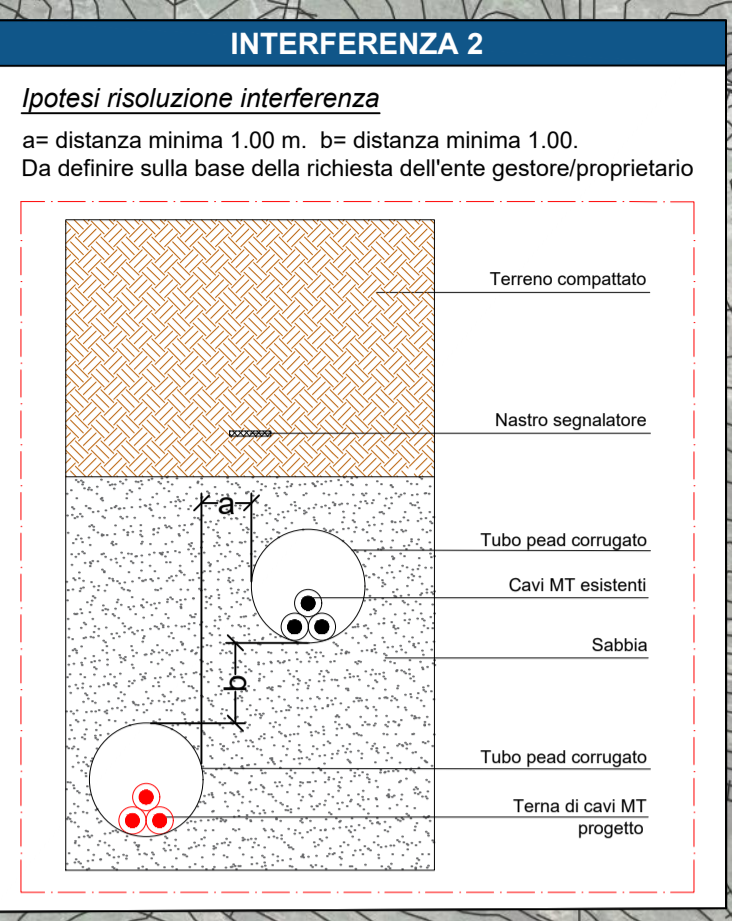 INTERFERENZA 2
Ipotesi risoluzione interferenza
a= distanza minima 1.00 m. b= distanza minima 1.00.
Da definire sulla base della richiesta dell'ente gestore/proprietario
Terreno compattato
Nastro segnalatore
a
Tubo pead corrugato
Cavi MT esistenti
Sabbia
b
Tubo pead corrugato
Terna di cavi MT
progetto